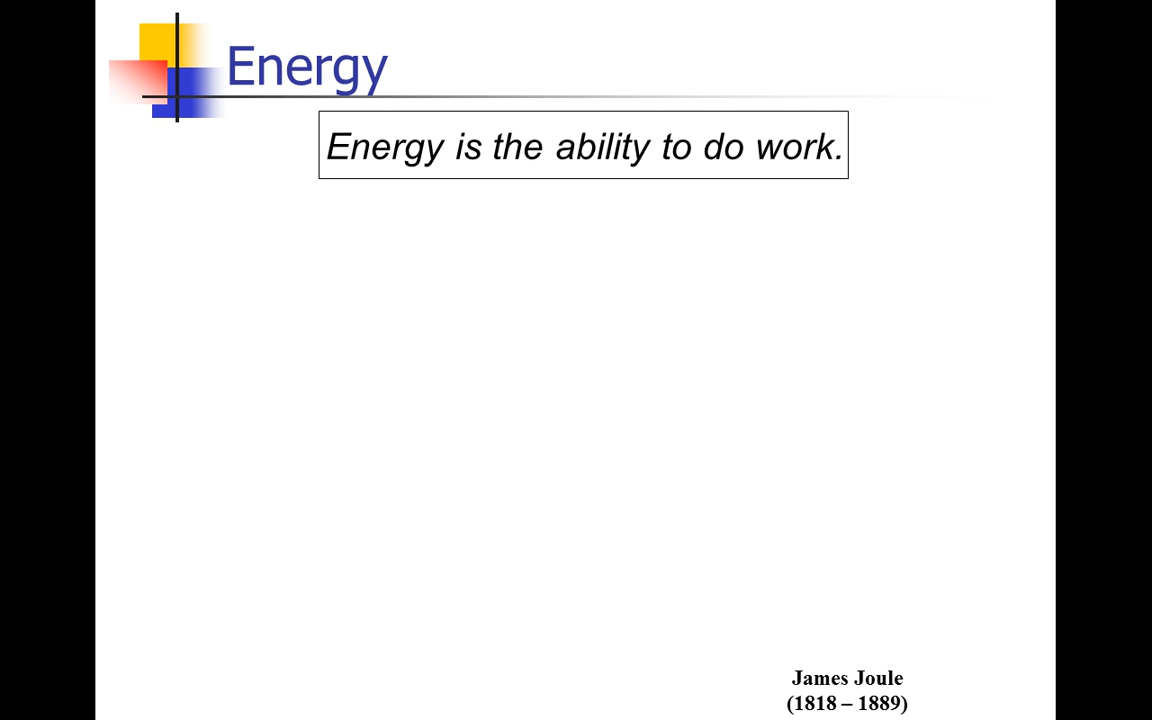 Energy
Energy is the ability to do work.
James Joule
(1818 – 1889)